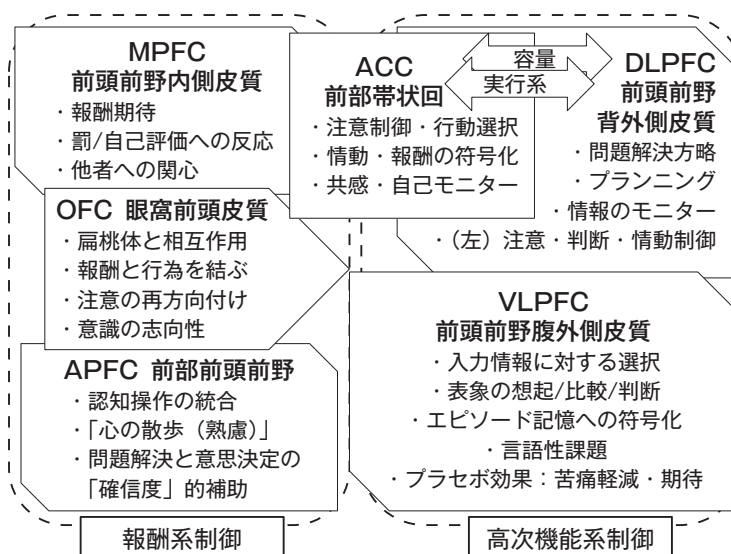 MPFC
前頭前野内側皮質
・報酬期待
・罰/自己評価への反応
・他者への関心
OFC 眼窩前頭皮質
・扁桃体と相互作用
・報酬と行為を結ぶ
・注意の再方向付け
・意識の志向性
APFC 前部前頭前野
・認知操作の統合
・「心の散歩（熟慮）」
・問題解決と意思決定の
「確信度」的補助
報酬系制御
ACC
前部帯状回
・注意制御・行動選択
・情動・報酬の符号化
・共感・自己モニター
容量
実行系
DLPFC
前頭前野
背外側皮質
・問題解決方略
・プランニング
・情報のモニター
・（左）注意・判断・情動制御
VLPFC
前頭前野腹外側皮質
・入力情報に対する選択
・表象の想起/比較/判断
・エピソード記憶への符号化
・言語性課題
・プラセボ効果：苦痛軽減・期待
高次機能系制御